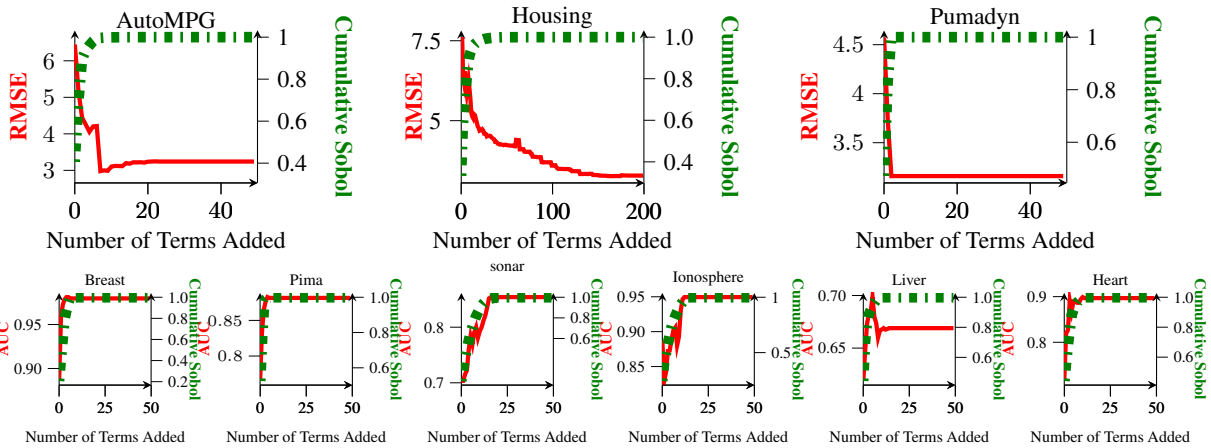 AutoMPG
RMSE
6
5
4
3
1
0.8
0.6
0.4
Cumulative Sobol
0 20 40
Number of Terms Added
Housing
RMSE
7.5
5
1.0
0.8
0.6
0.4
Cumulative Sobol
0 100 200
Number of Terms Added
Pumadyn
RMSE
4.5
4
3.5
1
0.8
0.6
Cumulative Sobol
0 20 40
Number of Terms Added
Breast
AUC
0.95
0.90
1.0
0.8
0.6
0.4
0.2
Cumulative Sobol
0 25 50
Number of Terms Added
Pima
AUC
0.85
0.8
1.0
0.8
0.6
Cumulative Sobol
0 25 50
Number of Terms Added
sonar
AUC
0.8
0.7
1.0
0.8
0.6
Cumulative Sobol
0 25 50
Number of Terms Added
Ionosphere
AUC
0.95
0.90
0.85
1
0.5
Cumulative Sobol
0 25 50
Number of Terms Added
Liver
0.70
0.65
1.0
0.8
0.6
Cumulative Sobol
0 25 50
Number of Terms Added
Heart
AUC
0.9
0.8
1.0
0.8
0.6
Cumulative Sobol
0 25 50
Number of Terms Added